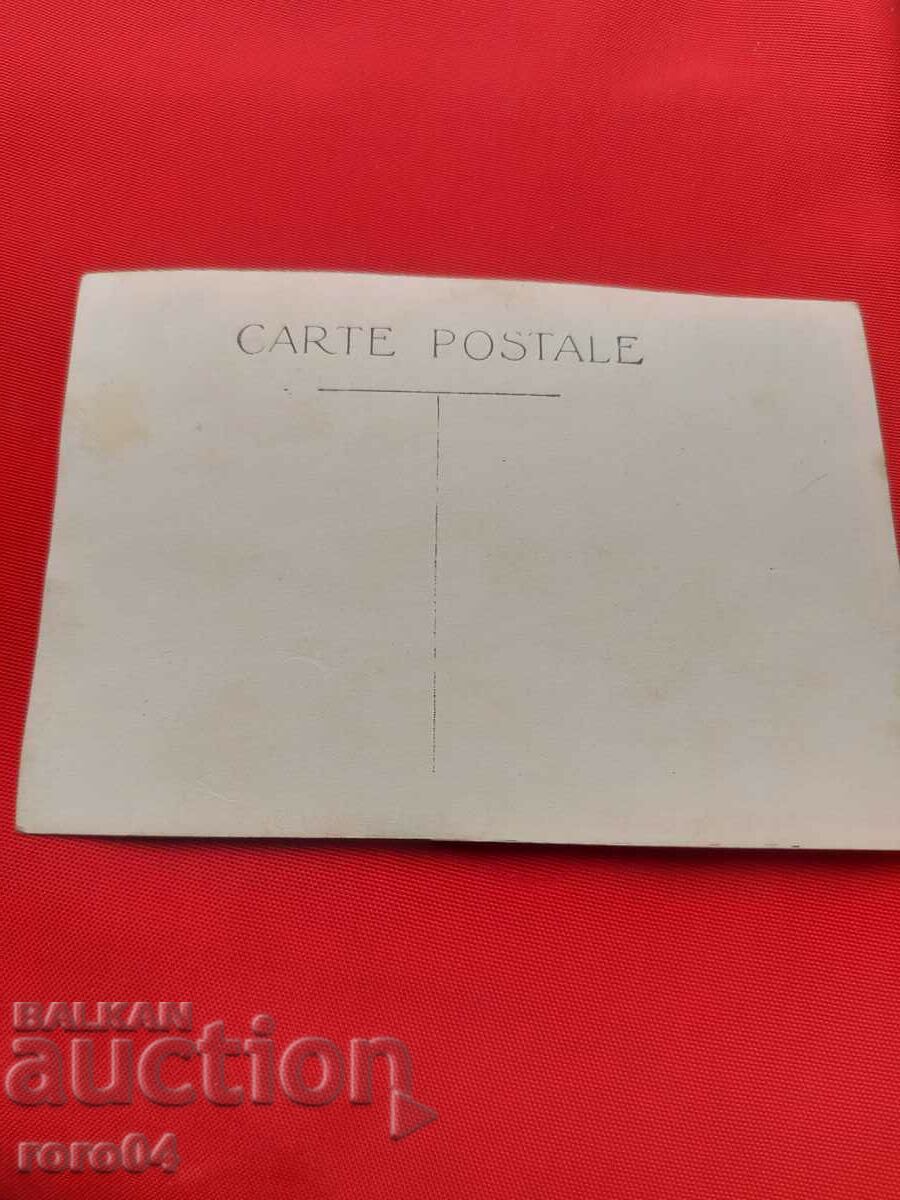 CARTE POSTALE
BALKAN
auction
roro04